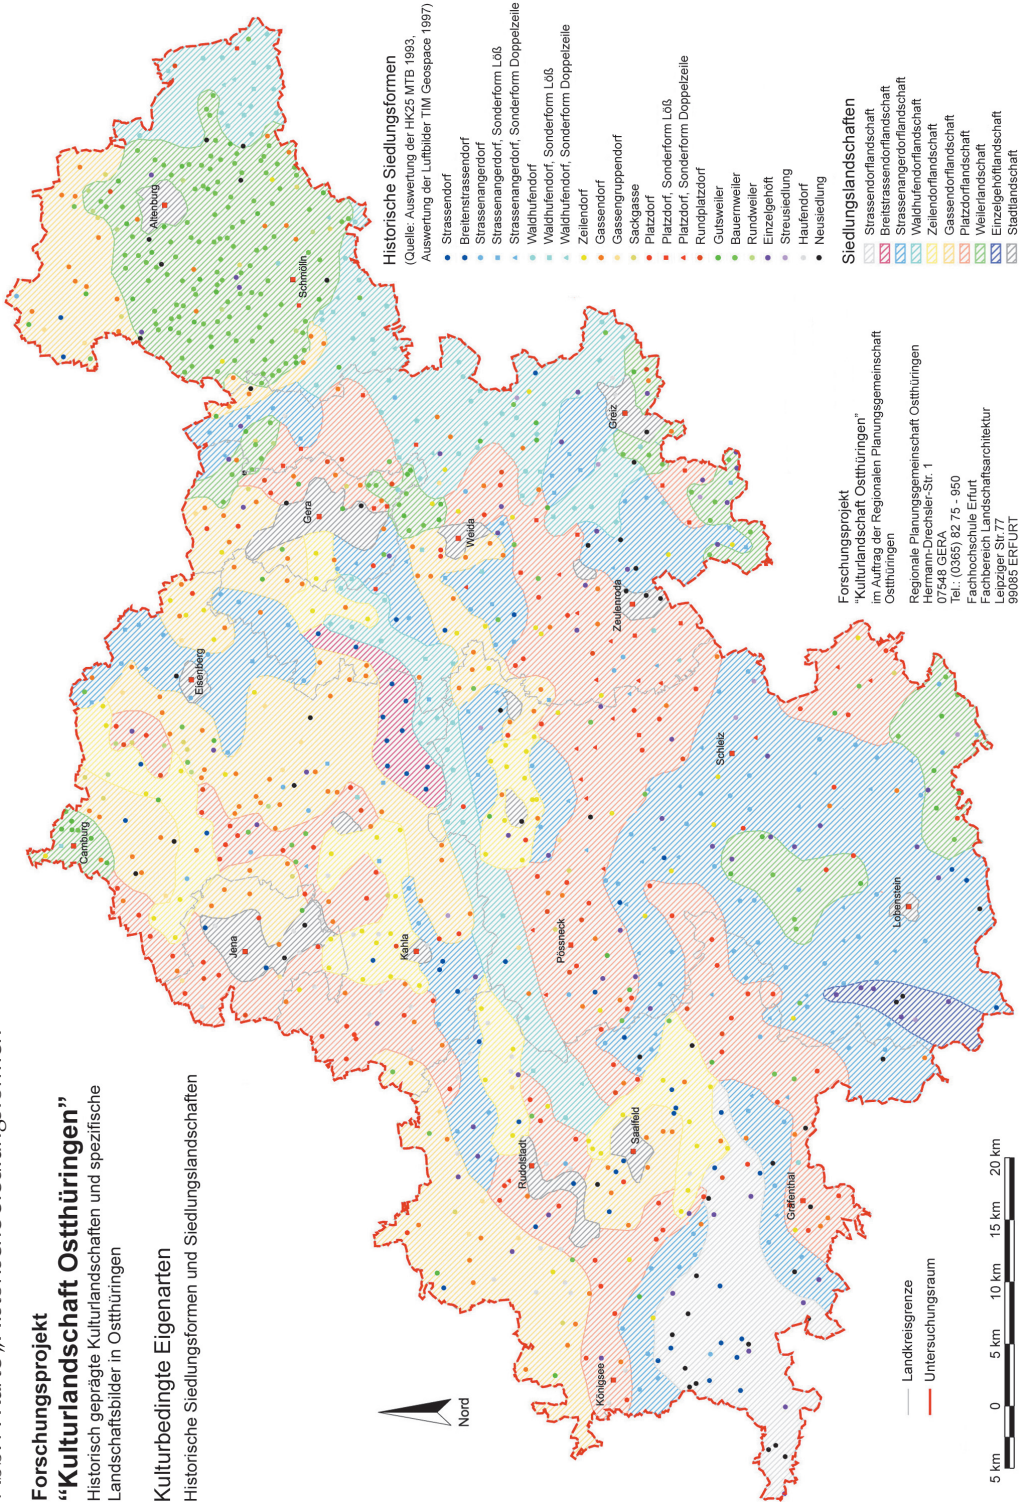 Forschungsprojekt
“Kulturlandschaft Ostthüringen”
Historisch geprägte Kulturlandschaften und spezifische
Landschaftsbilder in Ostthüringen
Kulturbedingte Eigenarten
Historische Siedlungsformen und Siedlungslandschaften
Nord
Camburg
Eisenberg
Jena
Kahla
Gera
Weida
Altenburg
Schmölln
Greiz
Zeulenroda
Schleiz
Lobenstein
Pössneck
Rudolstadt
Saalfeld
Königsee
Gräfenthal
Historische Siedlungsformen
(Quelle: Auswertung der HK25 MTB 1993,
Auswertung der Luftbilder TIM Geospace 1997)
Strassendorf
Breitenstrassendorf
Strassenangerdorf
Strassenangerdorf, Sonderform Löß
Strassenangerdorf, Sonderform Doppelzeile
Waldhufendorf
Waldhufendorf, Sonderform Löß
Waldhufendorf, Sonderform Doppelzeile
Zeilendorf
Gassendorf
Gassengruppendorf
Sackgasse
Platzdorf
Platzdorf, Sonderform Löß
Platzdorf, Sonderform Doppelzeile
Rundplatzdorf
Gutsweiler
Bauernweiler
Rundweiler
Einzelgehöft
Streusiedlung
Haufendorf
Neusiedlung
Siedlungslandschaften
Strassendorflandschaft
Breitstrassendorflandschaft
Strassenangerdorflandschaft
Waldhufendorflandschaft
Zeilendorflandschaft
Gassendorflandschaft
Platzdorflandschaft
Weilerlandschaft
Einzelgehöftlandschaft
Stadtlandschaft
Forschungsprojekt
“Kulturlandschaft Ostthüringen”
im Auftrag der Regionalen Planungsgemeinschaft
Ostthüringen
Regionale Planungsgemeinschaft Ostthüringen
Hermann-Drechsler-Str. 1
07548 GERA
Tel.: (0365) 82 75 - 950
Fachhochschule Erfurt
Fachbereich Landschaftsarchitektur
Leipziger Str.77
99085 ERFURT
Landkreisgrenze
Untersuchungsraum
5 km 0 5 km 10 km 15 km 20 km